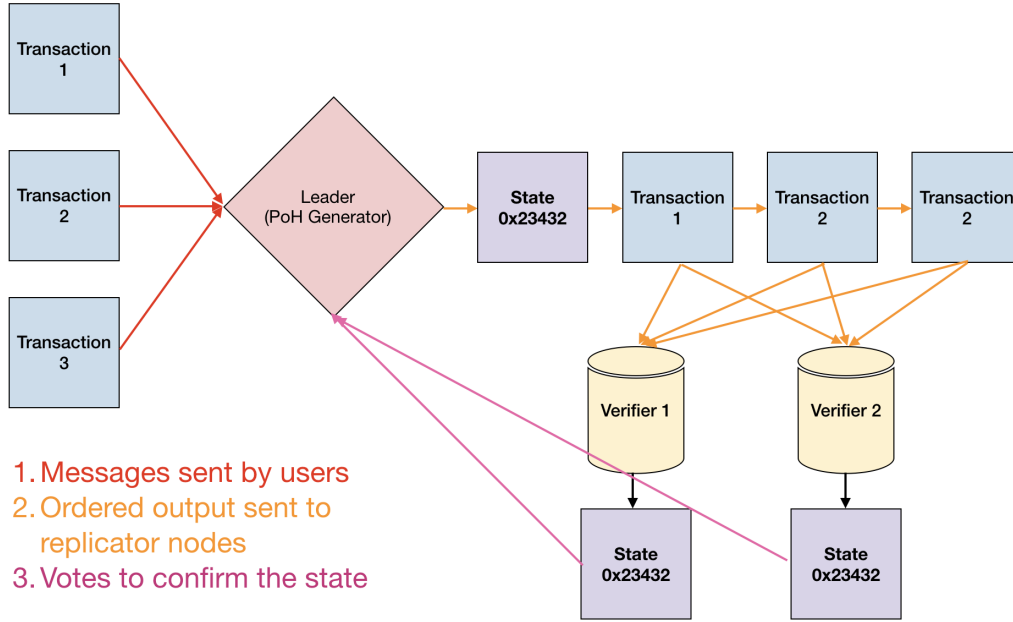 Transaction
1
Transaction
2
Transaction
3
Leader
(PoH Generator)
State
0x23432
Transaction
1
Transaction
2
Transaction
2
Verifier 1
Verifier 2
State
0x23432
State
0x23432
1. Messages sent by users
2. Ordered output sent to
replicator nodes
3. Votes to confirm the state